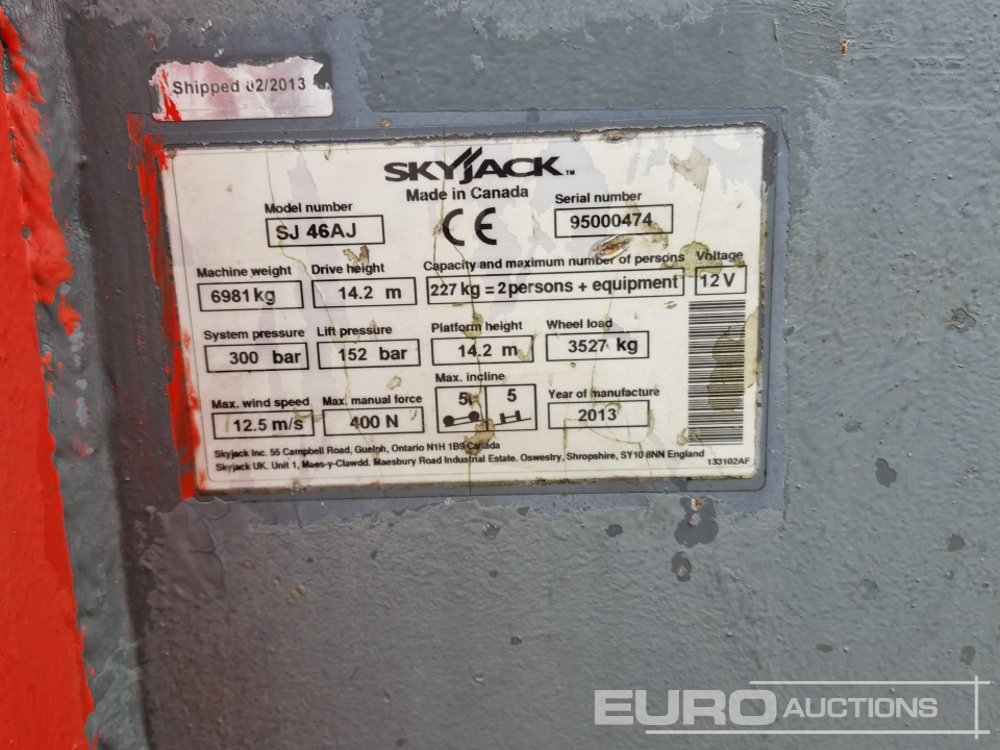 Shipped 02/2013
SKYJACK™
Made in Canada
Model number
SJ 46AJ
CE
Serial number
95000474
Machine weight
6981 kg
Drive height
14.2 m
Capacity and maximum number of persons
227 kg = 2 persons + equipment
Voltage
12 V
System pressure
300 bar
Lift pressure
152 bar
Platform height
14.2 m
Wheel load
3527 kg
Max. wind speed
12.5 m/s
Max. manual force
400 N
Max. incline
5 5
Year of manufacture
2013
Skyjack Inc. 55 Campbell Road, Guelph, Ontario N1H 1B9 Canada
Skyjack UK. Unit 1, Maes-y-Clawdd. Maesbury Road Industrial Estate. Oswestry, Shropshire, SY10 8NN England
133102AF
EURO AUCTIONS